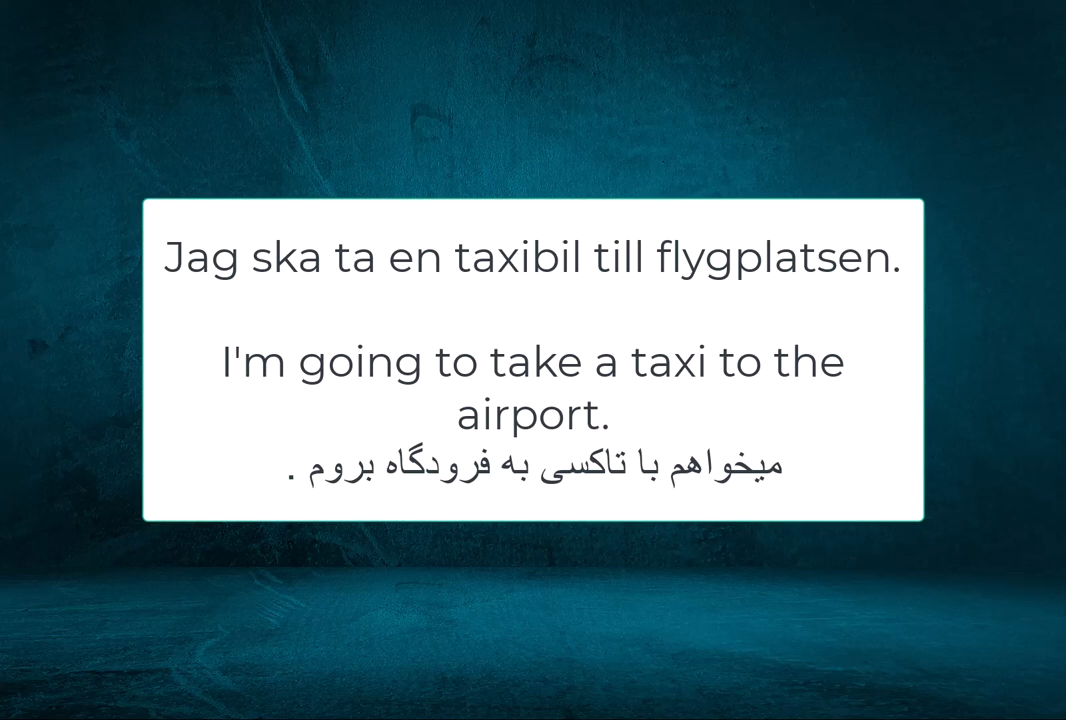 Jag ska ta en taxibil till flygplatsen.
I'm going to take a taxi to the
airport.
میخواهم با تاکسی به فرودگاه بروم .